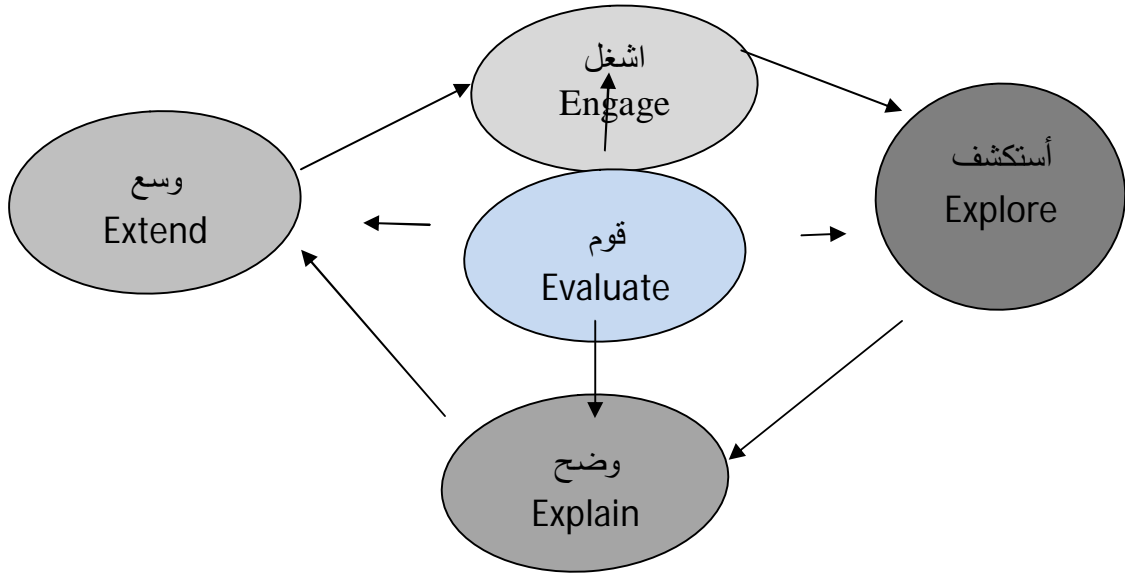 اشغل
Engage
أستكشف
Explore
وسع
Extend
قوم
Evaluate
وضح
Explain